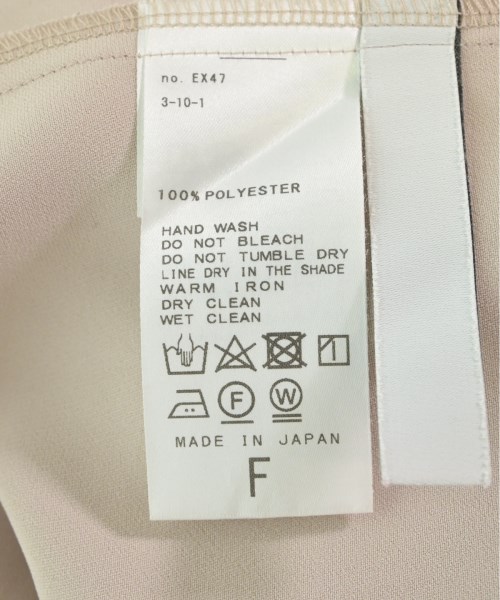 no. EX47
3-10-1
100% POLYESTER
HAND WASH
DO NOT BLEACH
DO NOT TUMBLE DRY
LINE DRY IN THE SHADE
WARM IRON
DRY CLEAN
WET CLEAN
F W
MADE IN JAPAN
F